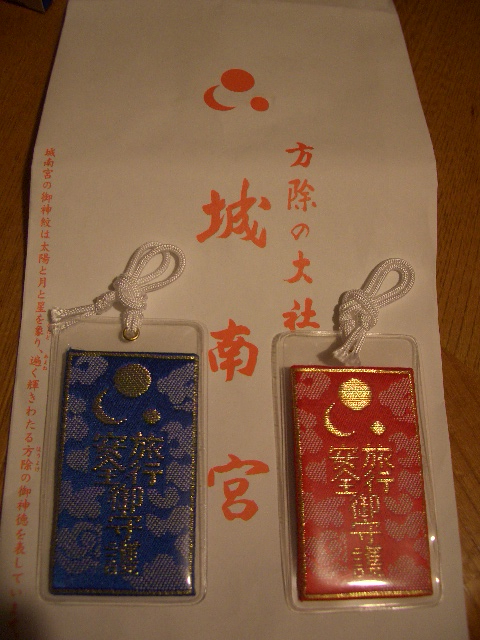 方除の大社
城南宮
城南宮の御神紋は太陽と月と星を象り、遍く輝きわたる方除の御神徳を表してい
旅行
安全
御守護
旅行
安全
御守護